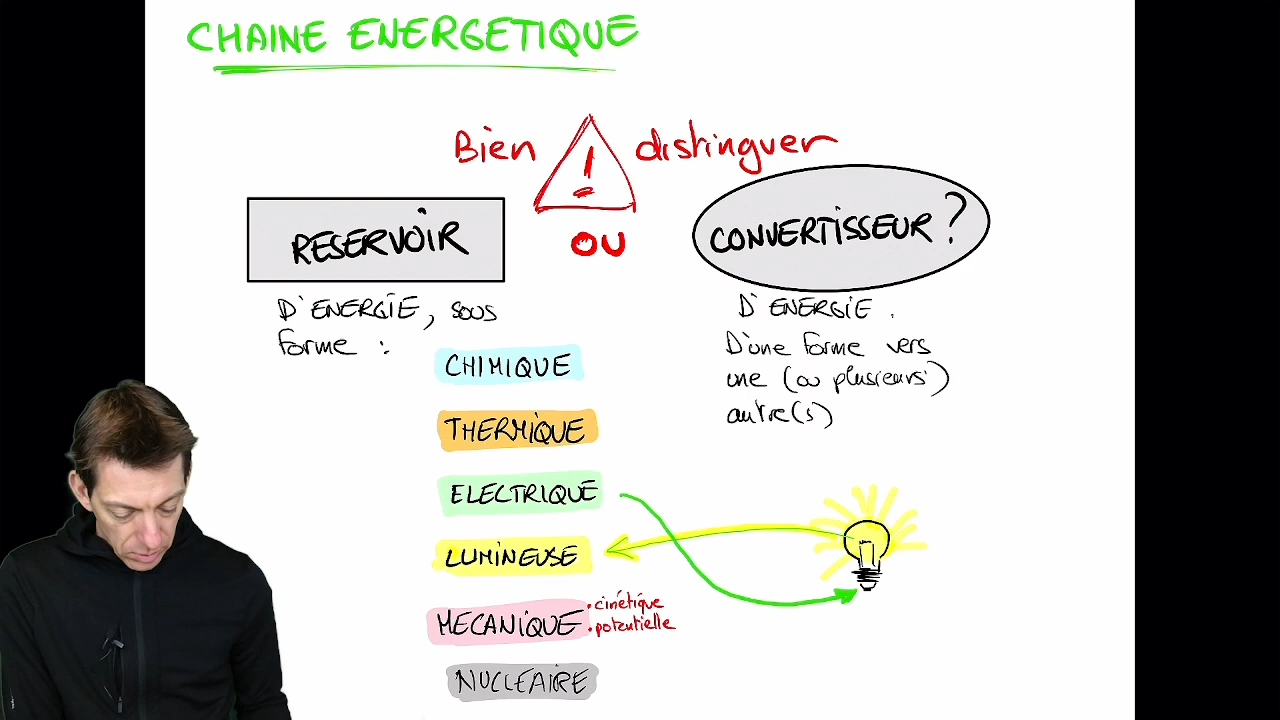 CHAINE ENERGETIQUE
Bien ! distinguer
RESERVOIR
OU
CONVERTISSEUR ?
D'ENERGIE, sous
forme :
CHIMIQUE
THERMIQUE
ELECTRIQUE
LUMINEUSE
MECANIQUE
• cinétique
• potentielle
NUCLEAIRE
D'ENERGIE.
D'une forme vers
une (ou plusieurs)
autre(s)